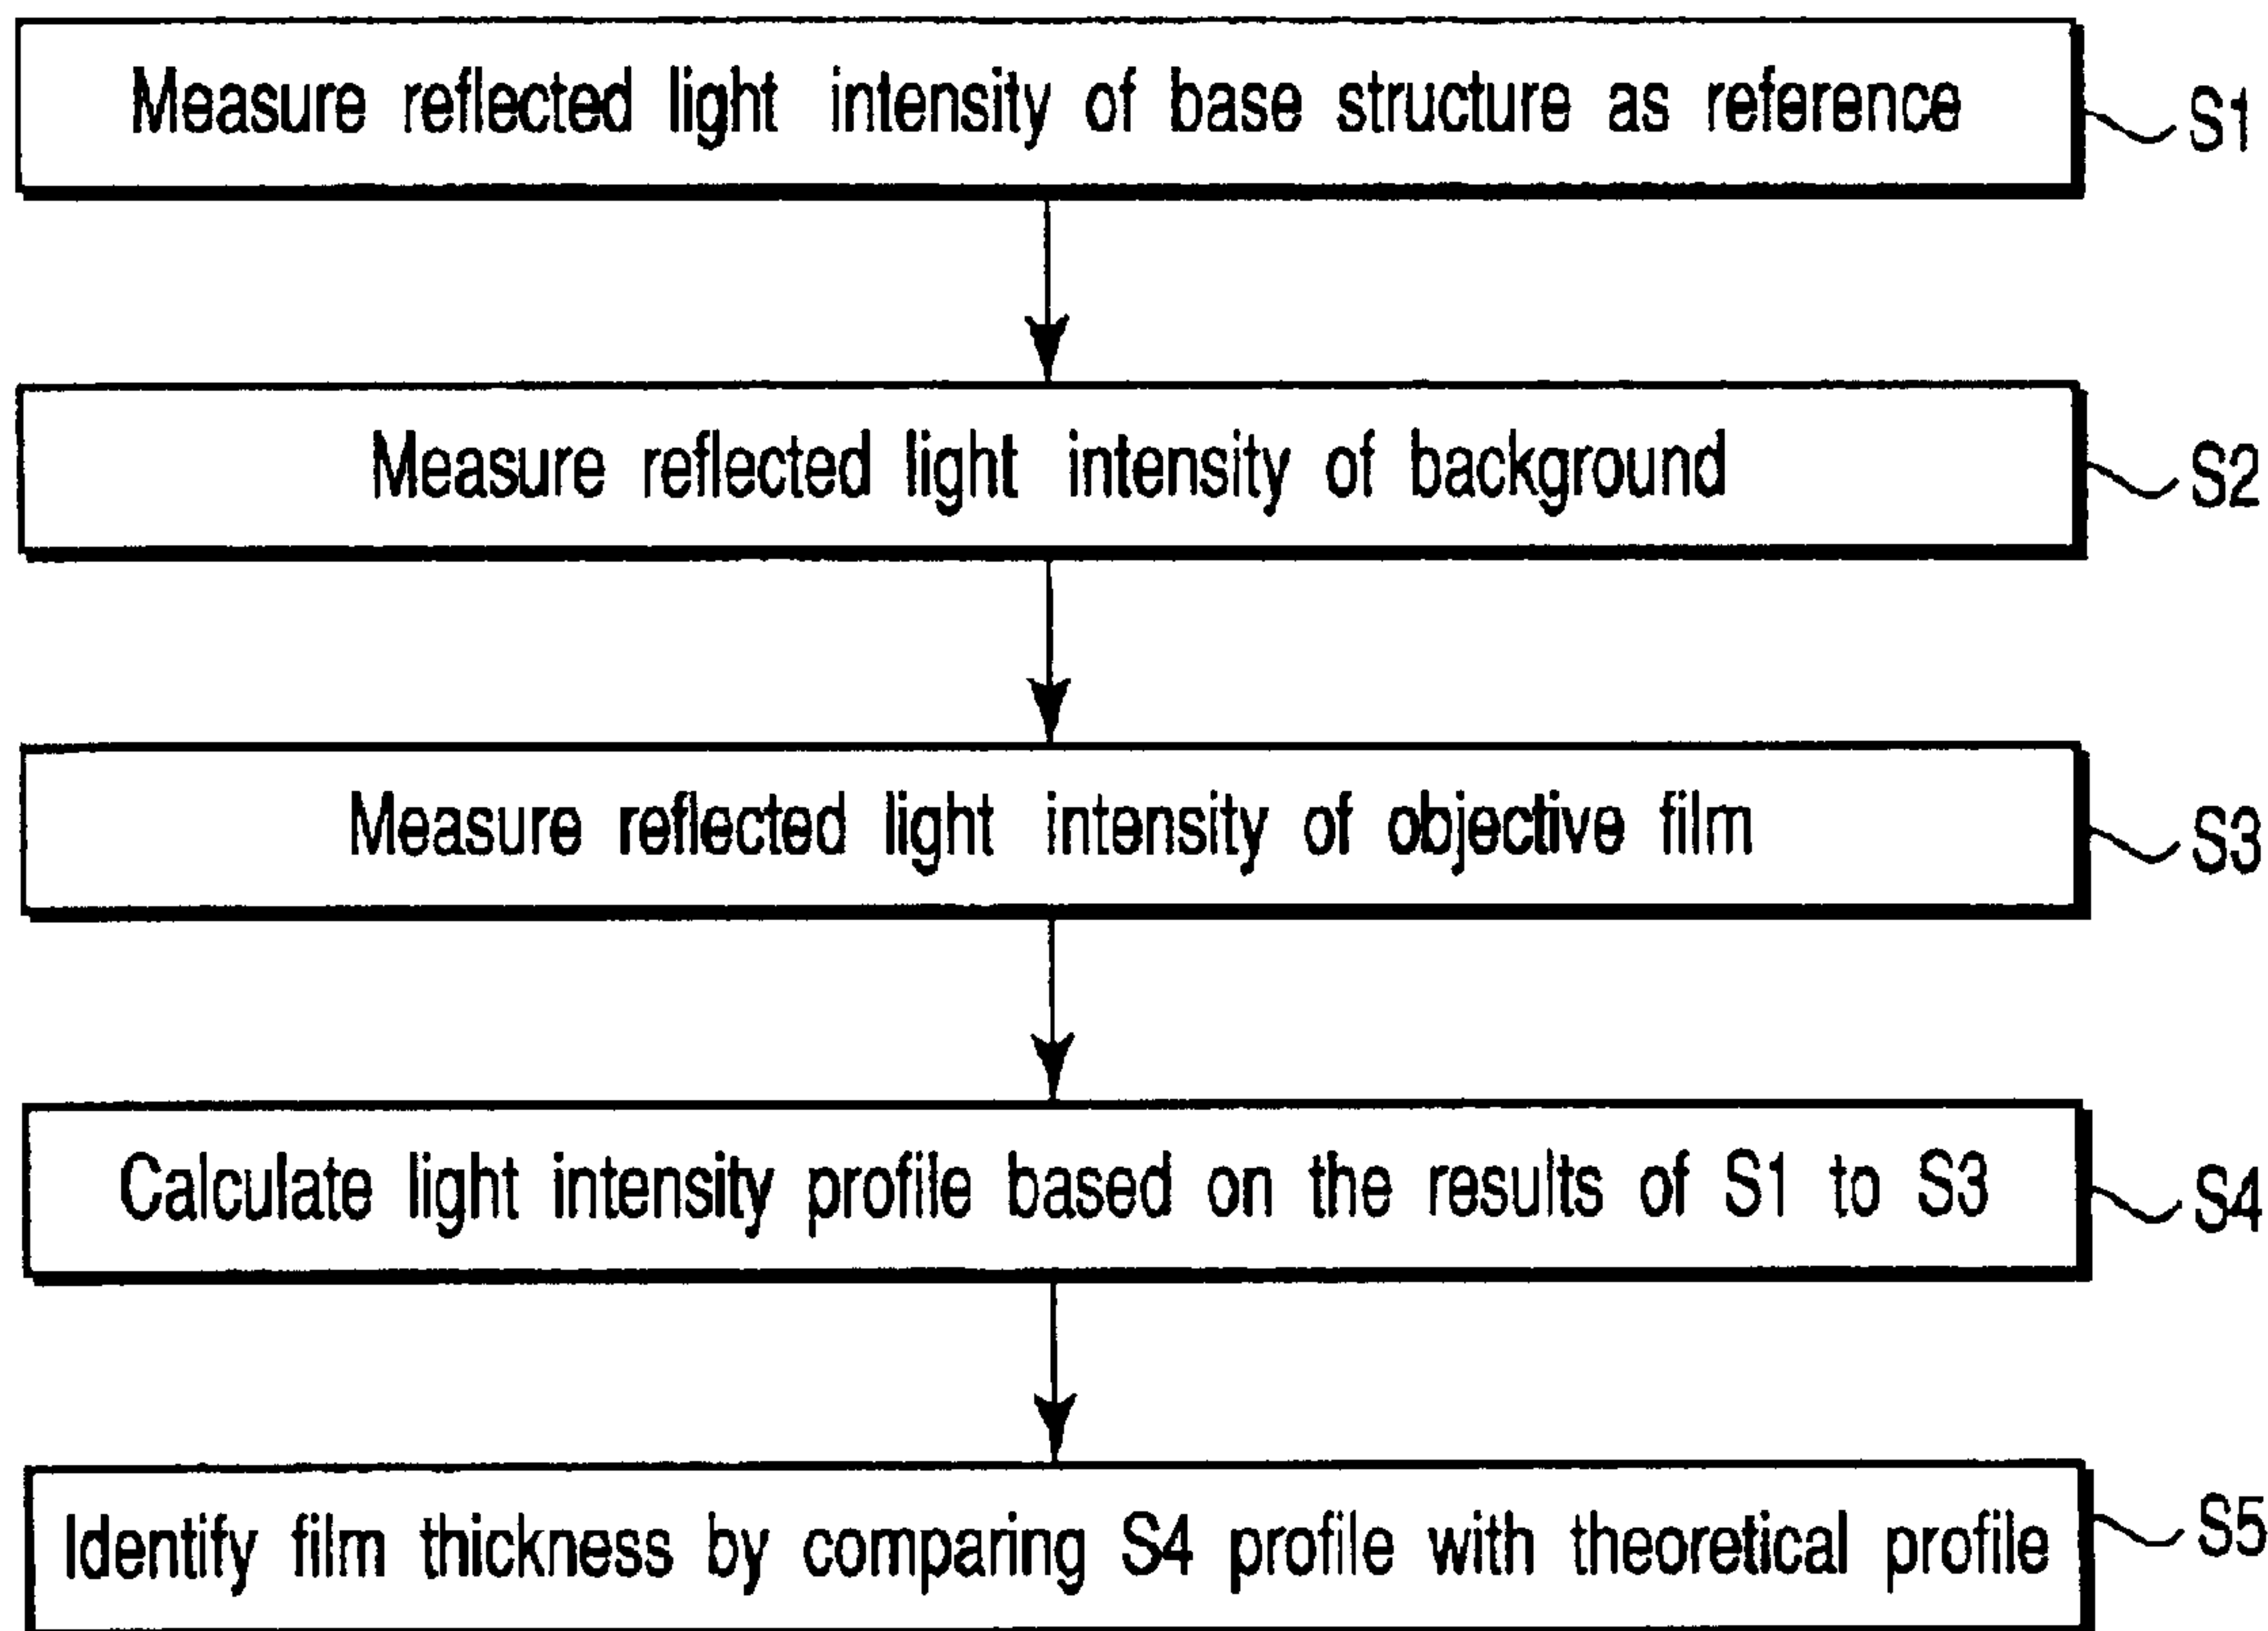 Measure reflected light intensity of base structure as reference
S1
Measure reflected light intensity of background
S2
Measure reflected light intensity of objective film
S3
Calculate light intensity profile based on the results of S1 to S3
S4
Identify film thickness by comparing S4 profile with theoretical profile
S5